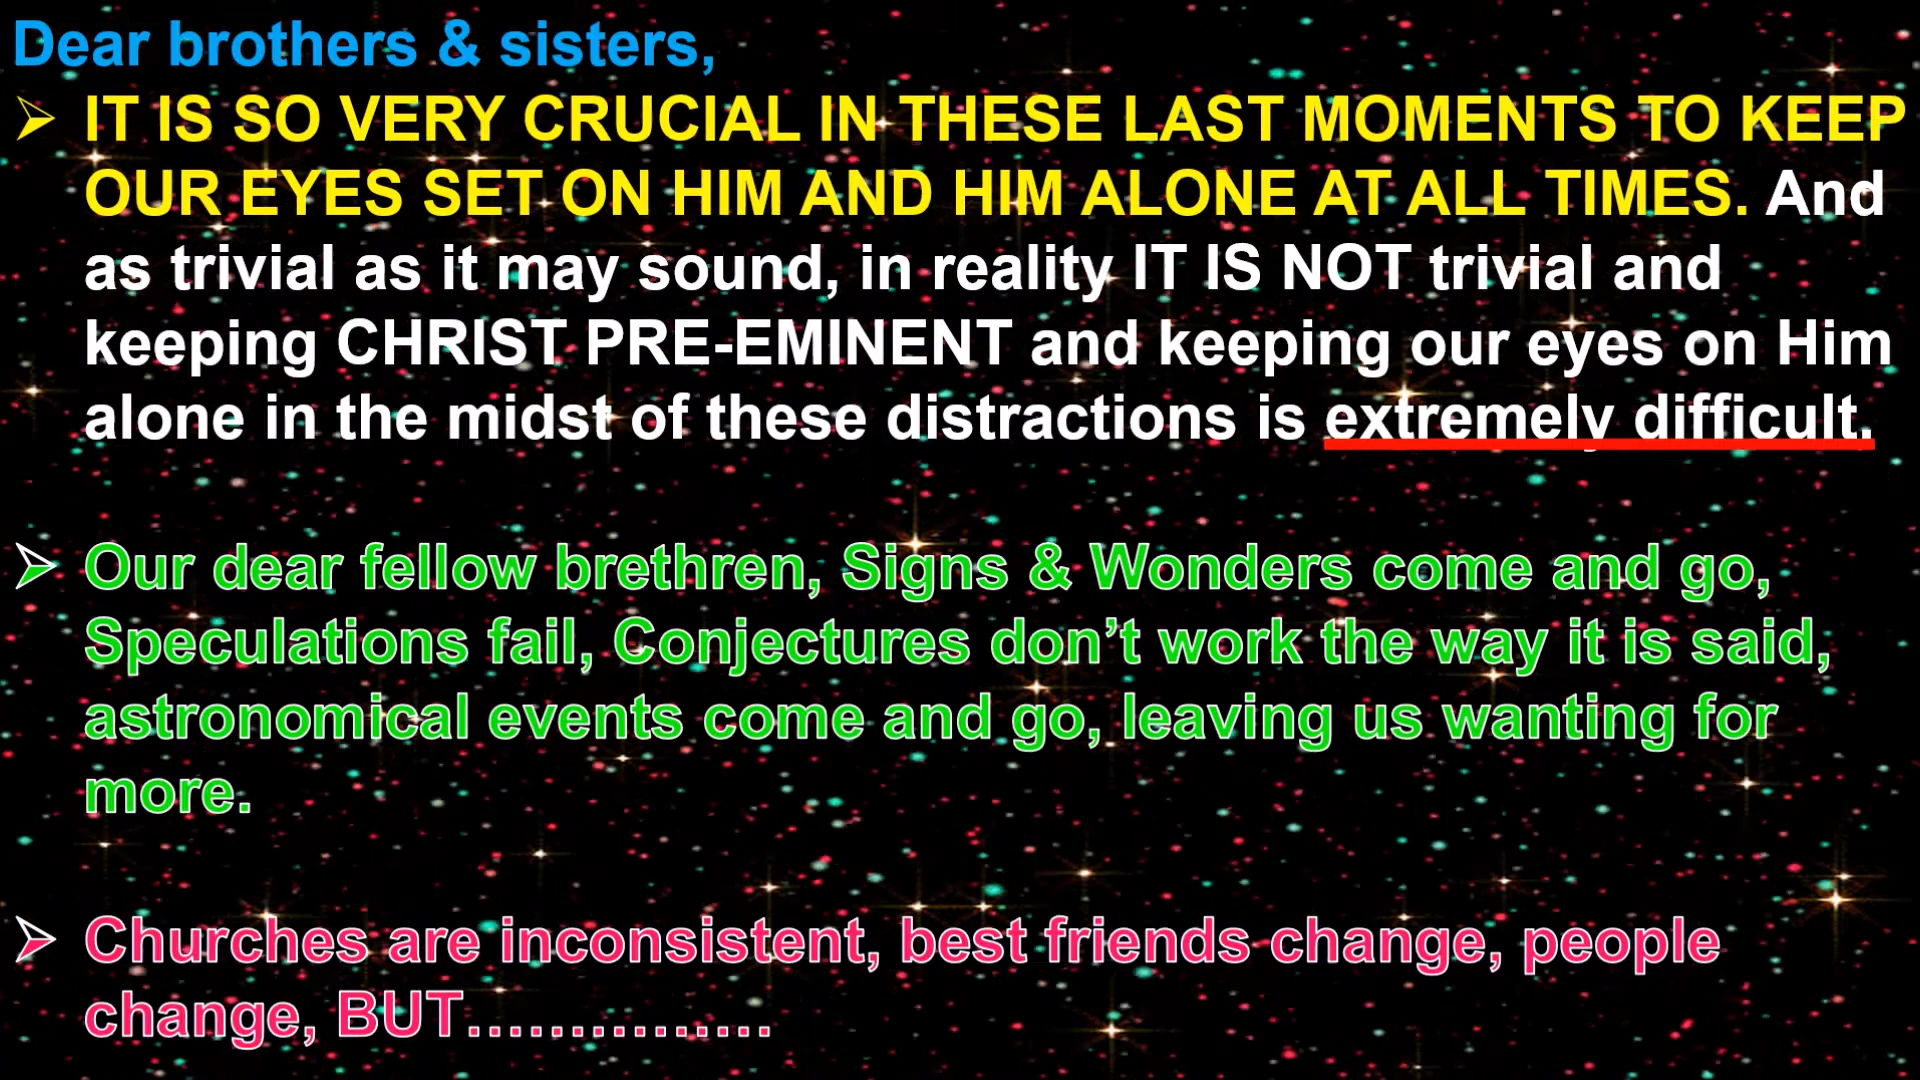 Dear brothers & sisters,
➢ IT IS SO VERY CRUCIAL IN THESE LAST MOMENTS TO KEEP
OUR EYES SET ON HIM AND HIM ALONE AT ALL TIMES. And
as trivial as it may sound, in reality IT IS NOT trivial and
keeping CHRIST PRE-EMINENT and keeping our eyes on Him
alone in the midst of these distractions is extremely difficult.
➢ Our dear fellow brethren, Signs & Wonders come and go,
Speculations fail, Conjectures don’t work the way it is said,
astronomical events come and go, leaving us wanting for
more.
➢ Churches are inconsistent, best friends change, people
change, BUT……………